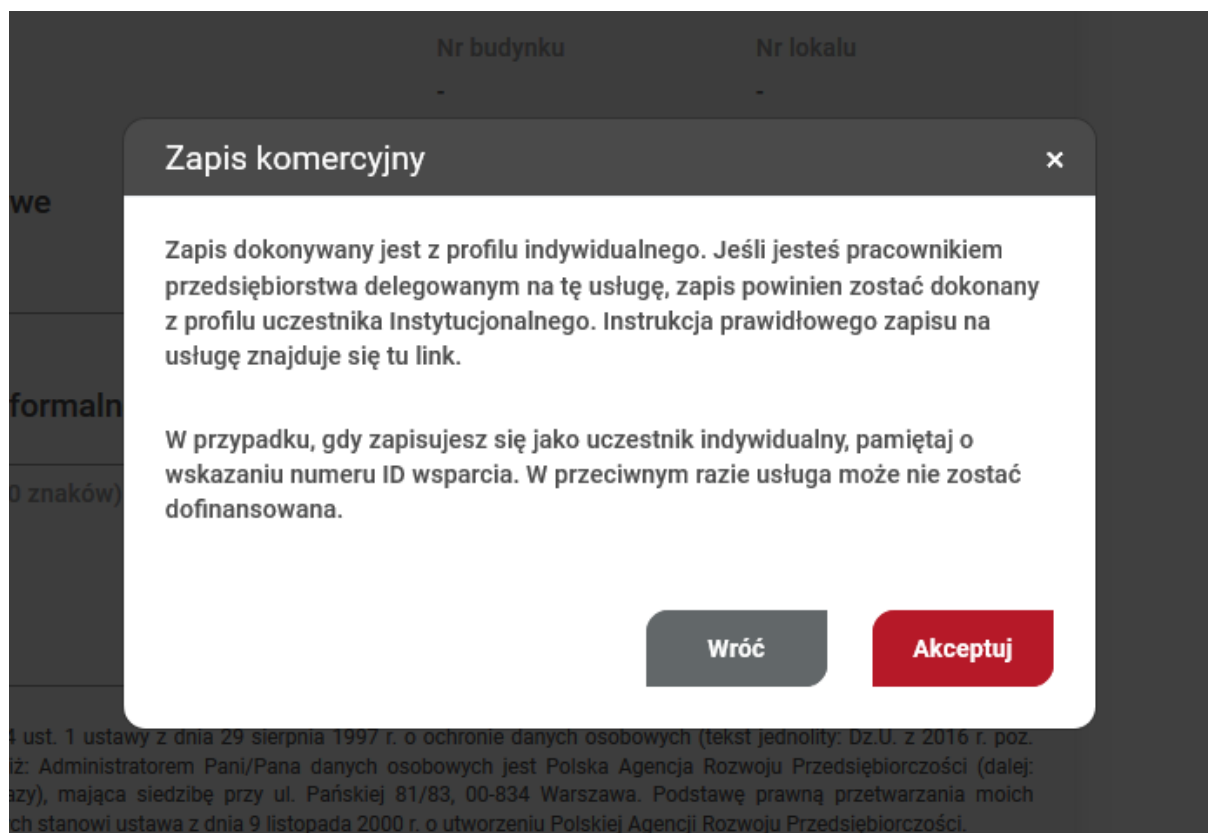 Nr budynku Nr lokalu
- -
Zapis komercyjny ×
we
Zapis dokonywany jest z profilu indywidualnego. Jeśli jesteś pracownikiem
przedsiębiorstwa delegowanym na tę usługę, zapis powinien zostać dokonany
z profilu uczestnika Instytucjonalnego. Instrukcja prawidłowego zapisu na
usługę znajduje się tu link.
formaln
W przypadku, gdy zapisujesz się jako uczestnik indywidualny, pamiętaj o
wskazaniu numeru ID wsparcia. W przeciwnym razie usługa może nie zostać
0 znaków)
dofinansowana.
Wróć Akceptuj
4 ust. 1 ustawy z dnia 29 sierpnia 1997 r. o ochronie danych osobowych (tekst jednolity: Dz.U. z 2016 r. poz.
iż: Administratorem Pani/Pana danych osobowych jest Polska Agencja Rozwoju Przedsiębiorczości (dalej:
azy), mająca siedzibę przy ul. Pańskiej 81/83, 00-834 Warszawa. Podstawę prawną przetwarzania moich
ch stanowi ustawa z dnia 9 listopada 2000 r. o utworzeniu Polskiej Agencji Rozwoju Przedsiębiorczości.